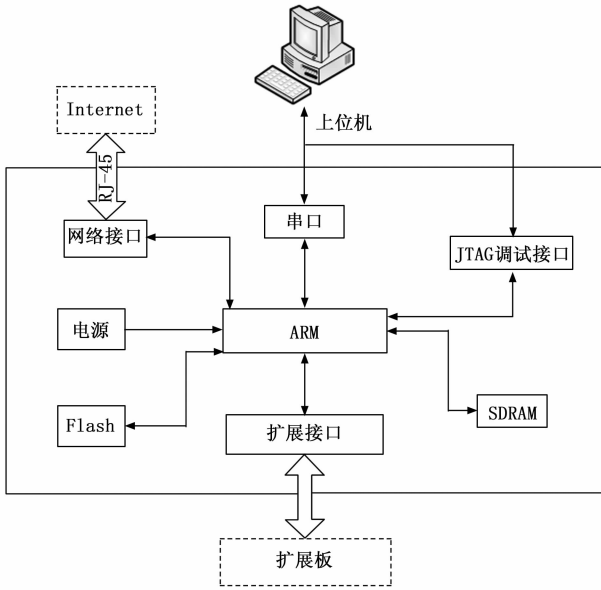 Internet
上位机
RJ-45
网络接口
串口
JTAG调试接口
电源
ARM
Flash
扩展接口
SDRAM
扩展板